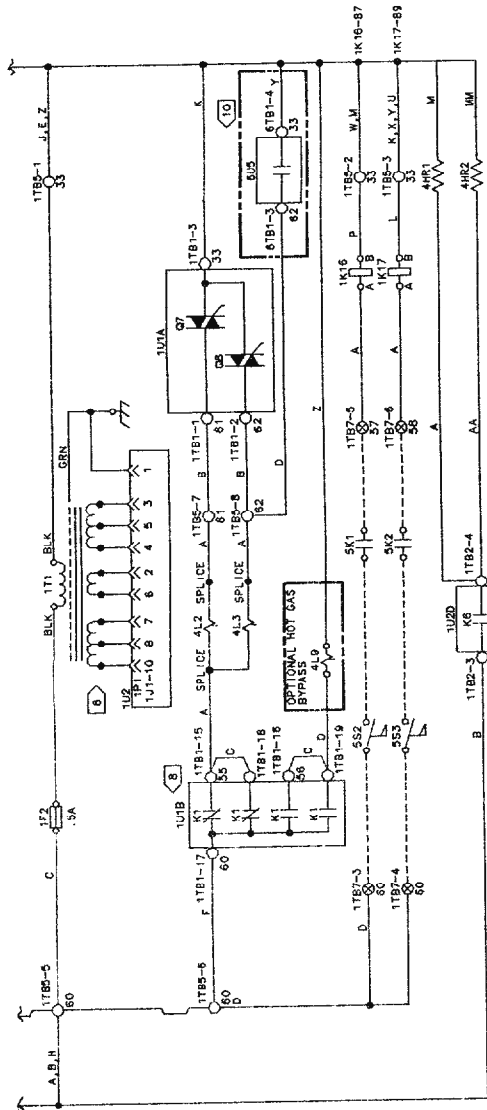 1TB5-5
1F2
BLK
1T1
BLK
1TB5-1
J,E,Z
A,B,H
60
C
.5A
33
GRN
6
10 8 7 6 2 4 5 3 1
1U2
1P1
1J1-10
8
1TB1-15
SPLICE
4L2
SPLICE
1TB5-7
1TB1-1
1U1A
1TB1-3
K
1TB5-6
F
1TB1-17
60
K1
55
C
A
A
61
B
61
Q7
33
60
D
1U1B
K1
1TB1-18
4L3
SPLICE
A
1TB5-8
62
B
1TB1-2
62
Q8
10
K1
56
1TB1-16
C
D
6TB1-3
62
6U5
6TB1-4
33
Y
K1
1TB1-19
D
OPTIONAL HOT GAS
BYPASS
4L9
Z
D
1TB7-3
60
5S2
5K1
1TB7-5
57
A
1K16
A
B
P
1TB5-2
33
W,M
1K16-87
1TB7-4
60
5S3
5K2
1TB7-6
58
A
1K17
A
B
L
1TB5-3
33
K,X,Y,U
1K17-89
A
4HR1
M
B
1TB2-3
1U2D
K6
1TB2-4
AA
4HR2